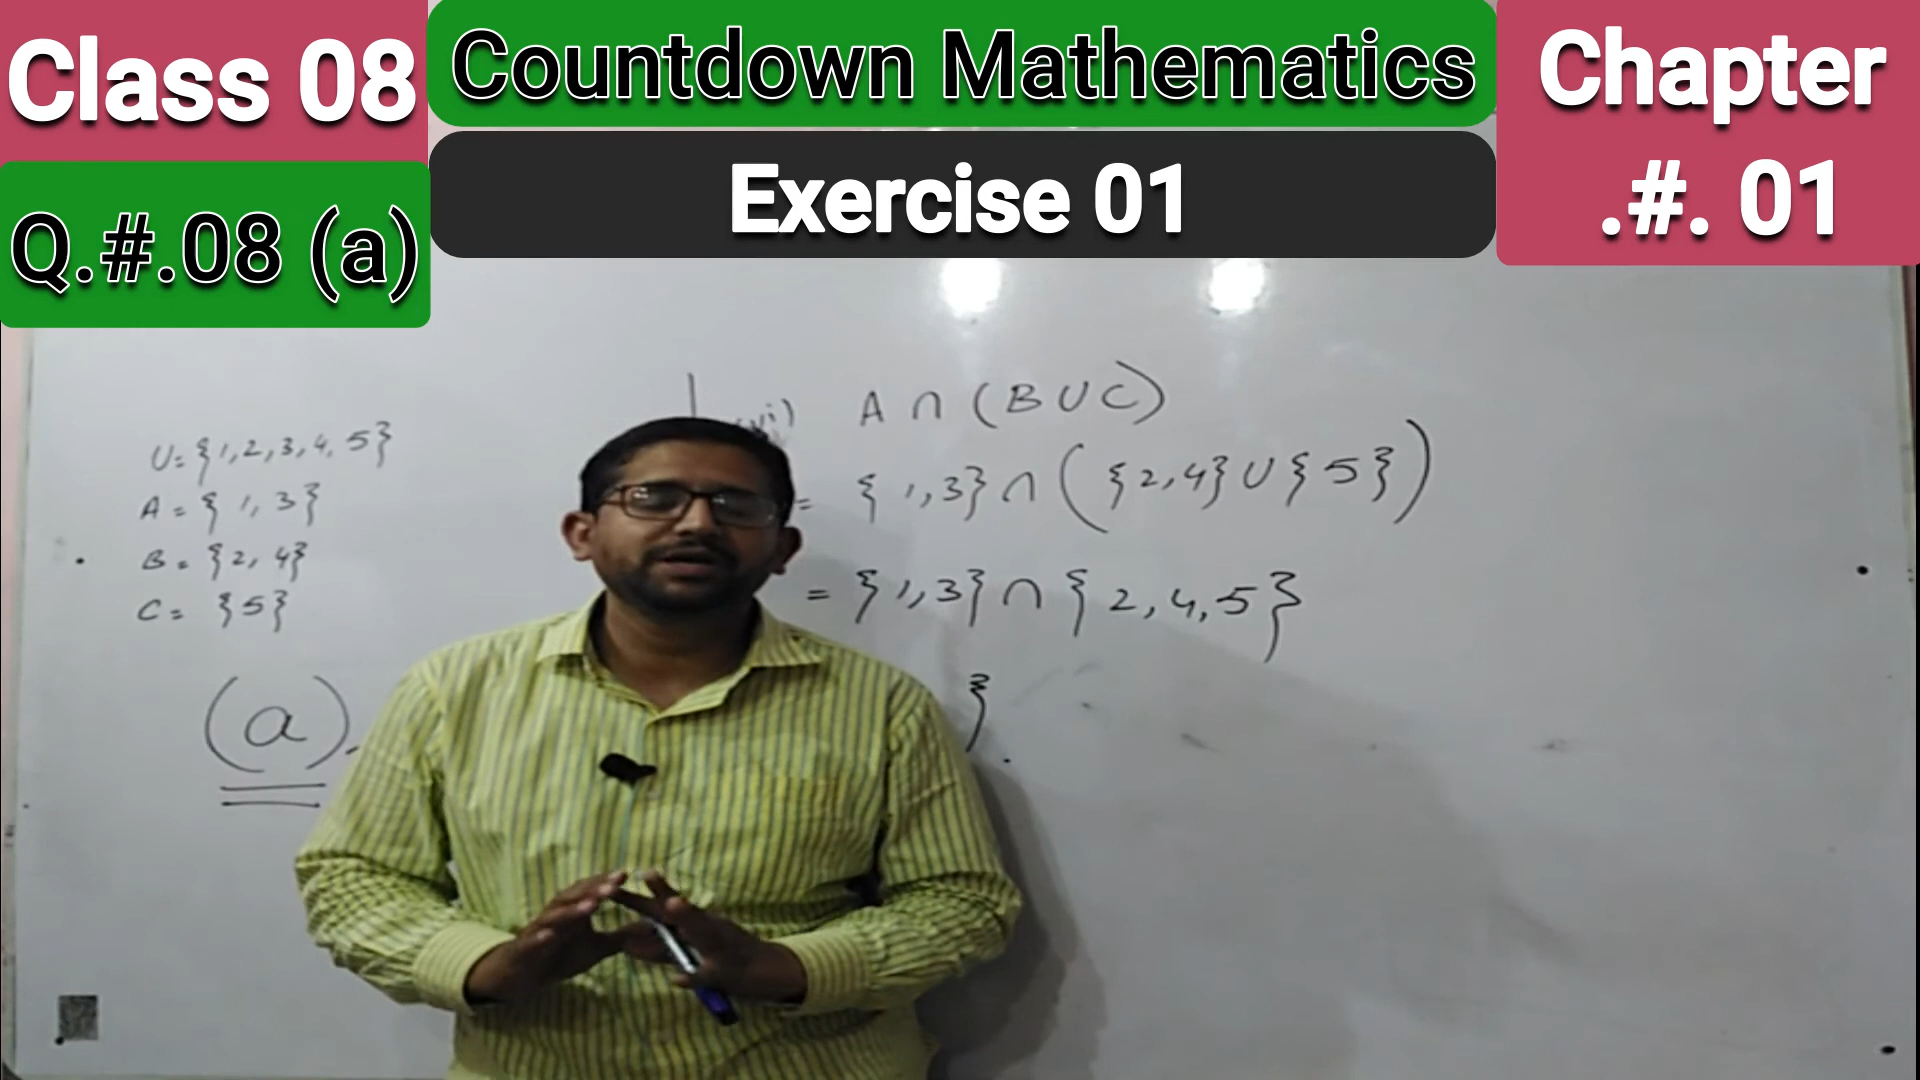 Class 08
Countdown Mathematics
Chapter
.#. 01
Exercise 01
Q.#.08 (a)
U={1,2,3,4,5}
A={1,3}
B={2,4}
C={5}
(a).
(vi) A∩(B∪C)
= {1,3}∩({2,4}∪{5})
= {1,3}∩{2,4,5}
}.